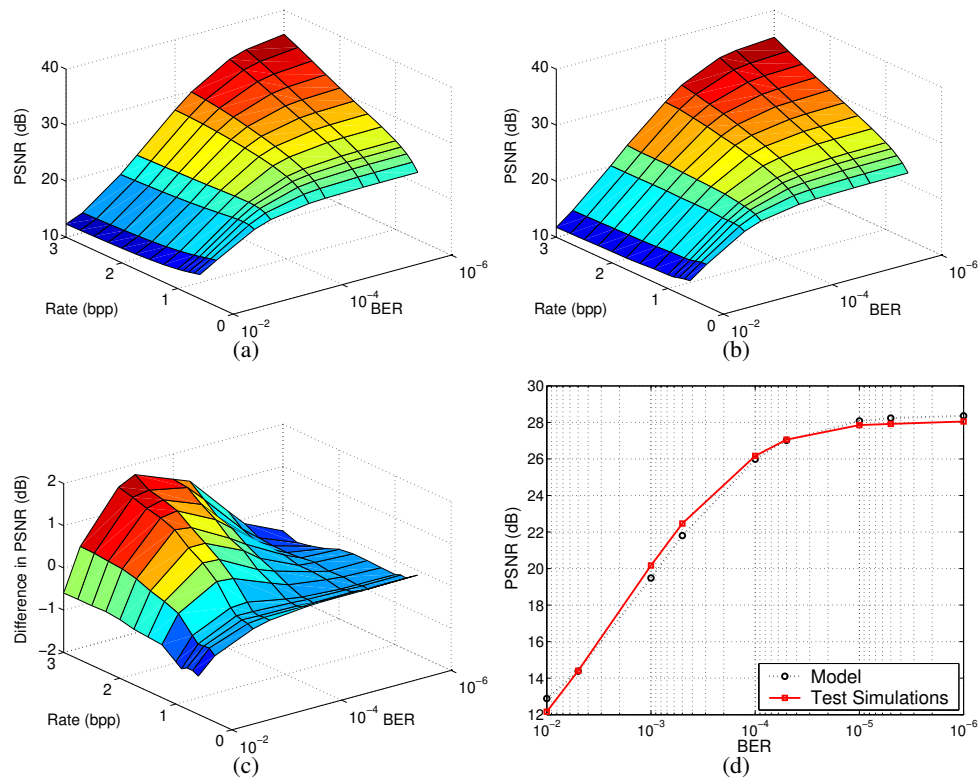 40
30
20
10
PSNR (dB)
3
2
1
0
Rate (bpp)
10^-2
10^-4
10^-6
BER
(a)
40
30
20
10
PSNR (dB)
3
2
1
0
Rate (bpp)
10^-2
10^-4
10^-6
BER
(b)
2
1
0
−1
−2
Difference in PSNR (dB)
3
2
1
0
Rate (bpp)
10^-2
10^-4
10^-6
BER
(c)
30
28
26
24
22
20
18
16
14
12
PSNR (dB)
Model
Test Simulations
10^-2
10^-3
10^-4
10^-5
10^-6
BER
(d)